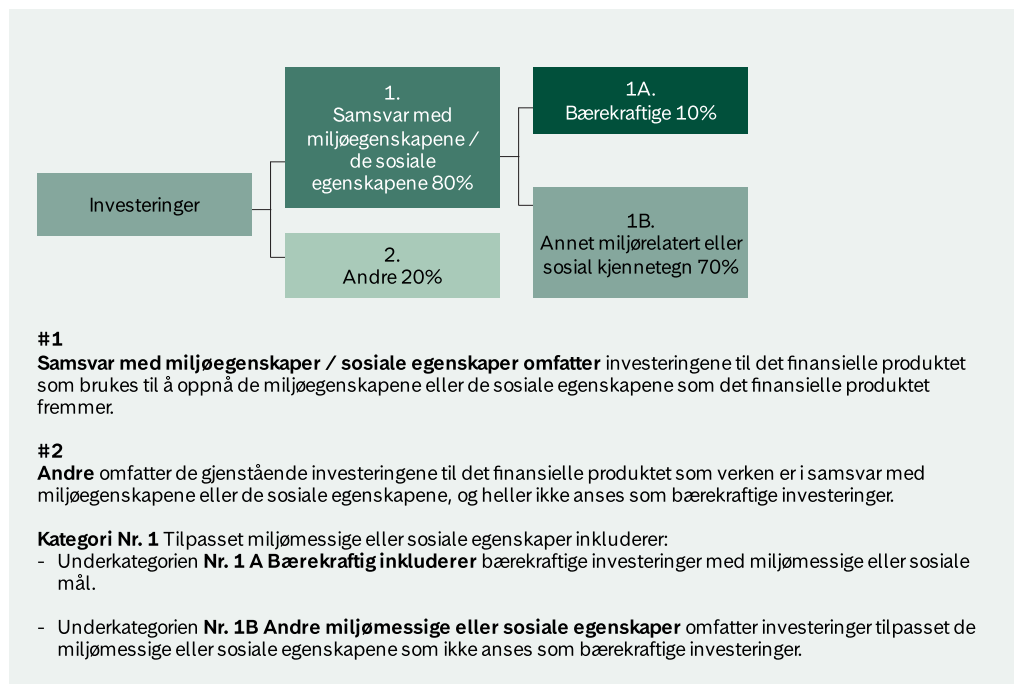 Investeringer
1.
Samsvar med
miljøegenskapene /
de sosiale
egenskapene 80%
2.
Andre 20%
1A.
Bærekraftige 10%
1B.
Annet miljørelatert eller
sosial kjennetegn 70%
#1
Samsvar med miljøegenskaper / sosiale egenskaper omfatter investeringene til det finansielle produktet
som brukes til å oppnå de miljøegenskapene eller de sosiale egenskapene som det finansielle produktet
fremmer.
#2
Andre omfatter de gjenstående investeringene til det finansielle produktet som verken er i samsvar med
miljøegenskapene eller de sosiale egenskapene, og heller ikke anses som bærekraftige investeringer.
Kategori Nr. 1 Tilpasset miljømessige eller sosiale egenskaper inkluderer:
- Underkategorien Nr. 1 A Bærekraftig inkluderer bærekraftige investeringer med miljømessige eller sosiale
mål.
- Underkategorien Nr. 1B Andre miljømessige eller sosiale egenskaper omfatter investeringer tilpasset de
miljømessige eller sosiale egenskapene som ikke anses som bærekraftige investeringer.